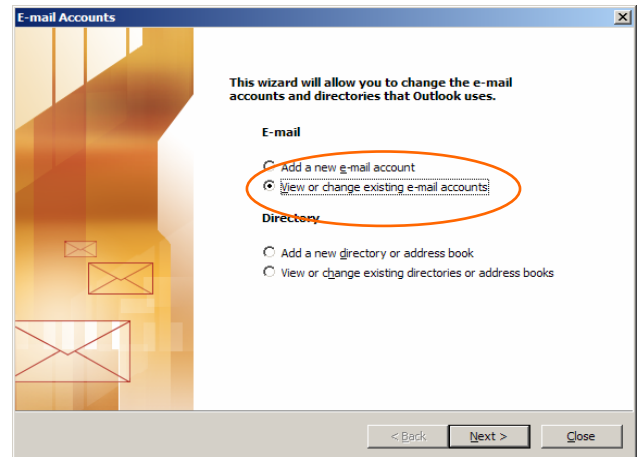 E-mail Accounts
This wizard will allow you to change the e-mail
accounts and directories that Outlook uses.
E-mail
Add a new e-mail account
View or change existing e-mail accounts
Directory
Add a new directory or address book
View or change existing directories or address books
< Back Next > Close